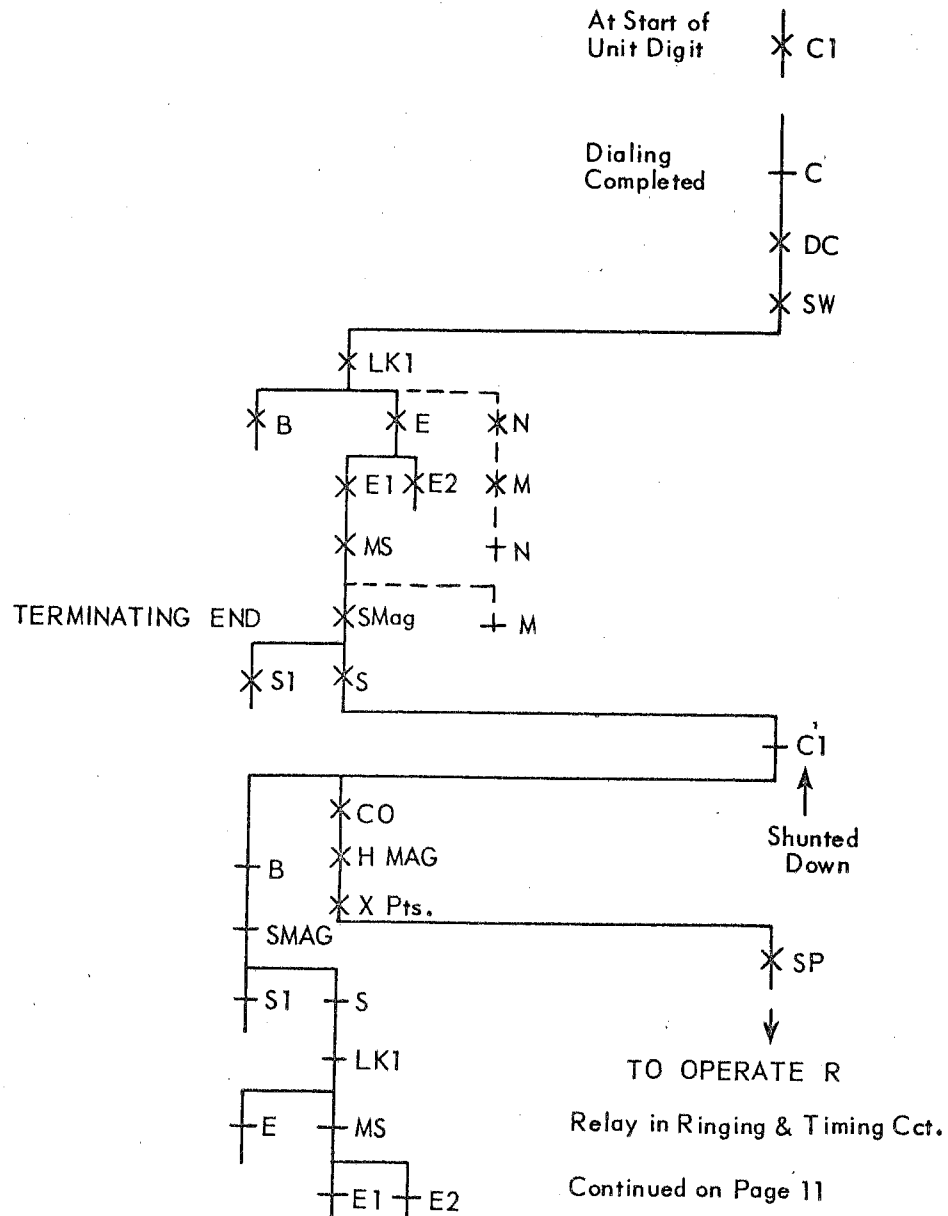 At Start of
Unit Digit
C1
Dialing
Completed
C
DC
SW
LK1
B
E
N
E1
E2
M
MS
N
TERMINATING END
SMag
M
S1
S
C1
CO
Shunted
Down
H MAG
B
X Pts.
SMAG
SP
S1
S
LK1
TO OPERATE R
E
MS
Relay in Ringing & Timing Cct.
E1
E2
Continued on Page 11